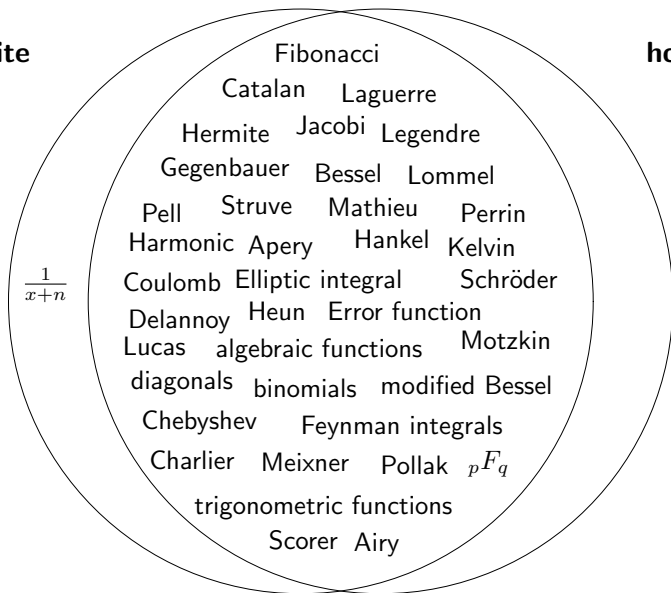 ite ho
Fibonacci
Catalan Laguerre
Hermite Jacobi Legendre
Gegenbauer Bessel Lommel
Pell Struve Mathieu Perrin
Harmonic Apery Hankel Kelvin
1/(x+n) Coulomb Elliptic integral Schröder
Delannoy Heun Error function
Lucas algebraic functions Motzkin
diagonals binomials modified Bessel
Chebyshev Feynman integrals
Charlier Meixner Pollak pFq
trigonometric functions
Scorer Airy